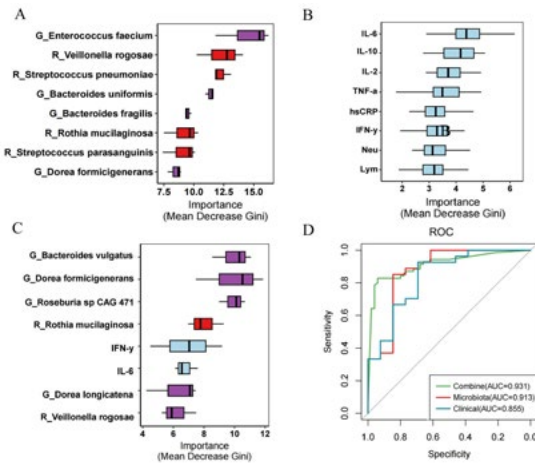 A
G_Enterococcus faecium
R_Veillonella rogosae
R_Streptococcus pneumoniae
G_Bacteroides uniformis
G_Bacteroides fragilis
R_Rothia mucilaginosa
R_Streptococcus parasanguinis
G_Dorea formicigenerans
7.5 10.0 12.5 15.0
Importance
(Mean Decrease Gini)
B
IL-6
IL-10
IL-2
TNF-a
hsCRP
IFN-y
Neu
Lym
2 3 4 5 6
Importance
(Mean Decrease Gini)
C
G_Bacteroides vulgatus
G_Dorea formicigenerans
G_Roseburia sp CAG 471
R_Rothia mucilaginosa
IFN-y
IL-6
G_Dorea longicatena
R_Veillonella rogosae
4 6 8 10 12
Importance
(Mean Decrease Gini)
D
ROC
Sensitivity
1.0
0.8
0.6
0.4
0.2
0.0
Combine(AUC=0.931)
Microbiota(AUC=0.913)
Clinical(AUC=0.855)
1.0 0.8 0.6 0.4 0.2 0.0
Specificity